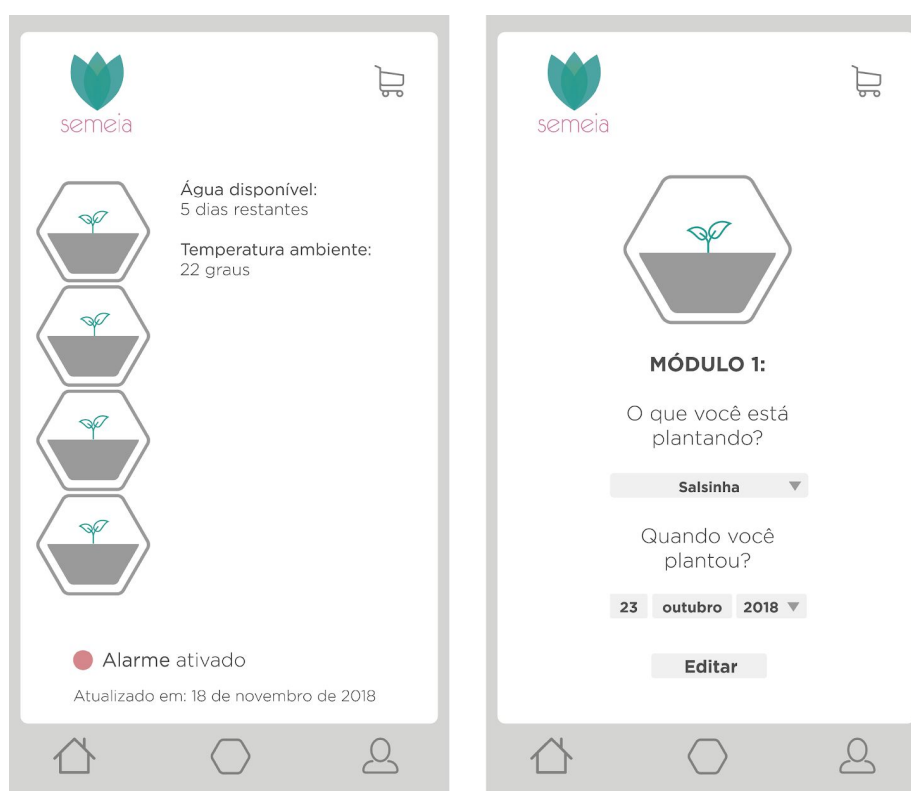 semeia
Água disponível:
5 dias restantes
Temperatura ambiente:
22 graus
Alarme ativado
Atualizado em: 18 de novembro de 2018
semeia
MÓDULO 1:
O que você está
plantando?
Salsinha
Quando você
plantou?
23 outubro 2018
Editar